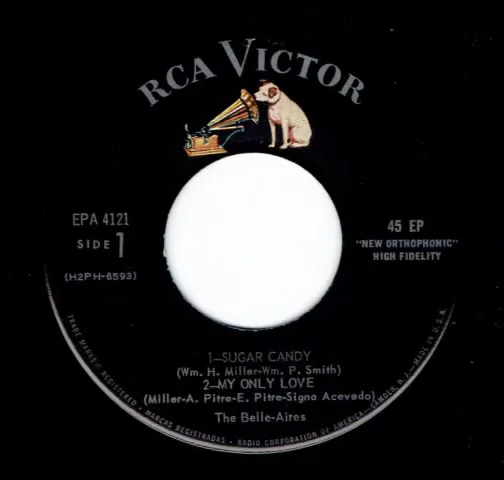 RCA VICTOR
EPA 4121
SIDE 1
(H2PH-6593)
45 EP
"NEW ORTHOPHONIC"
HIGH FIDELITY
1—SUGAR CANDY
(Wm. H. Miller-Wm. P. Smith)
2—MY ONLY LOVE
(Miller-A. Pitre-E. Pitre-Signa Acevedo)
The Belle-Aires
TRADE MARKS ® REGISTERED • MARCAS REGISTRADAS • RADIO CORPORATION OF AMERICA—CAMDEN, N.J.—MADE IN U.S.A.